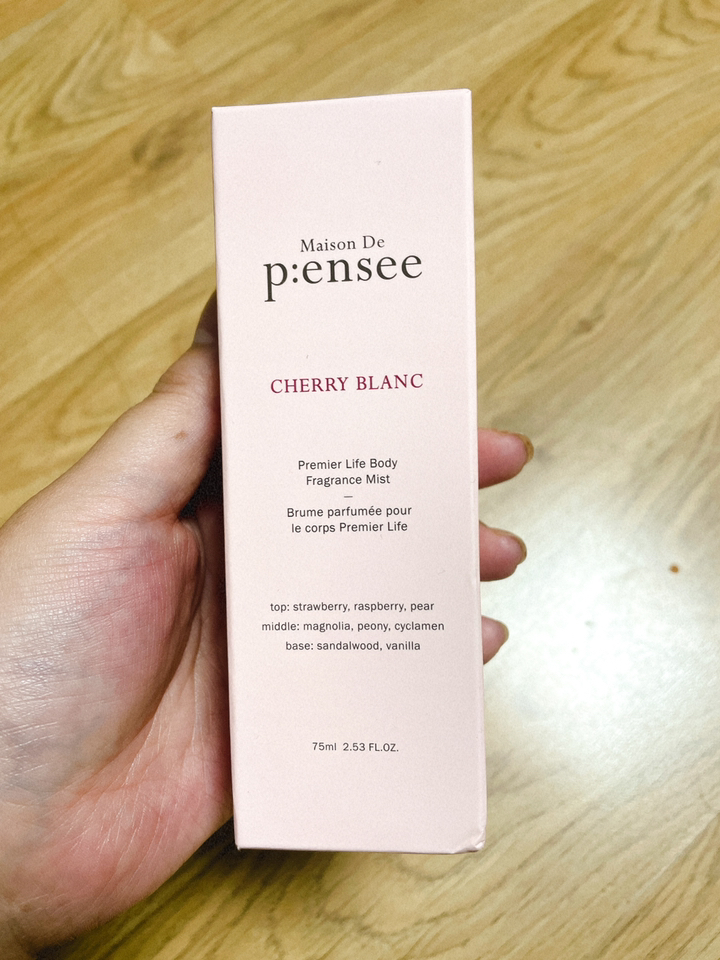 Maison De
p:ensee
CHERRY BLANC
Premier Life Body
Fragrance Mist
—
Brume parfumée pour
le corps Premier Life
top: strawberry, raspberry, pear
middle: magnolia, peony, cyclamen
base: sandalwood, vanilla
75ml 2.53 FL.OZ.